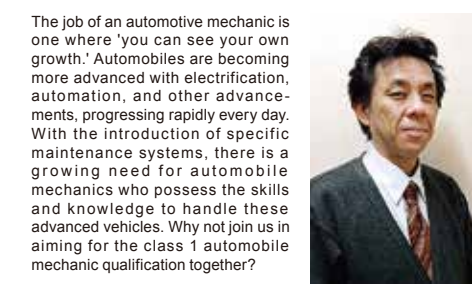 The job of an automotive mechanic is
one where 'you can see your own
growth.' Automobiles are becoming
more advanced with electrification,
automation, and other advance-
ments, progressing rapidly every day.
With the introduction of specific
maintenance systems, there is a
growing need for automobile
mechanics who possess the skills
and knowledge to handle these
advanced vehicles. Why not join us in
aiming for the class 1 automobile
mechanic qualification together?